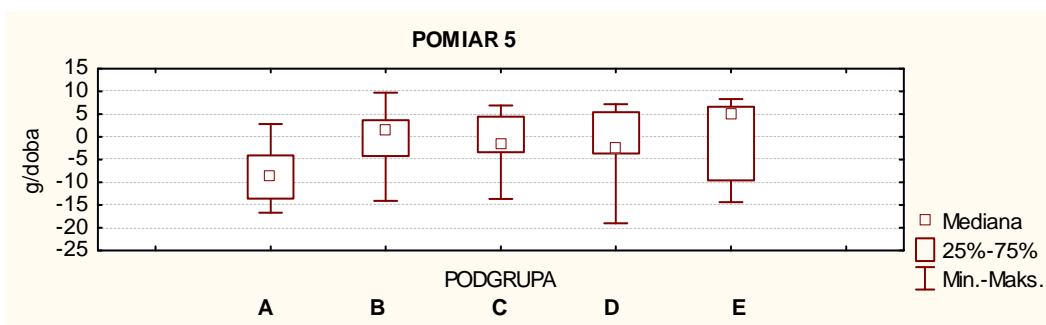 POMIAR 5
15
10
5
0
-5
-10
-15
-20
-25
g/doba
PODGRUPA
A B C D E
Mediana
25%-75%
Min.-Maks.